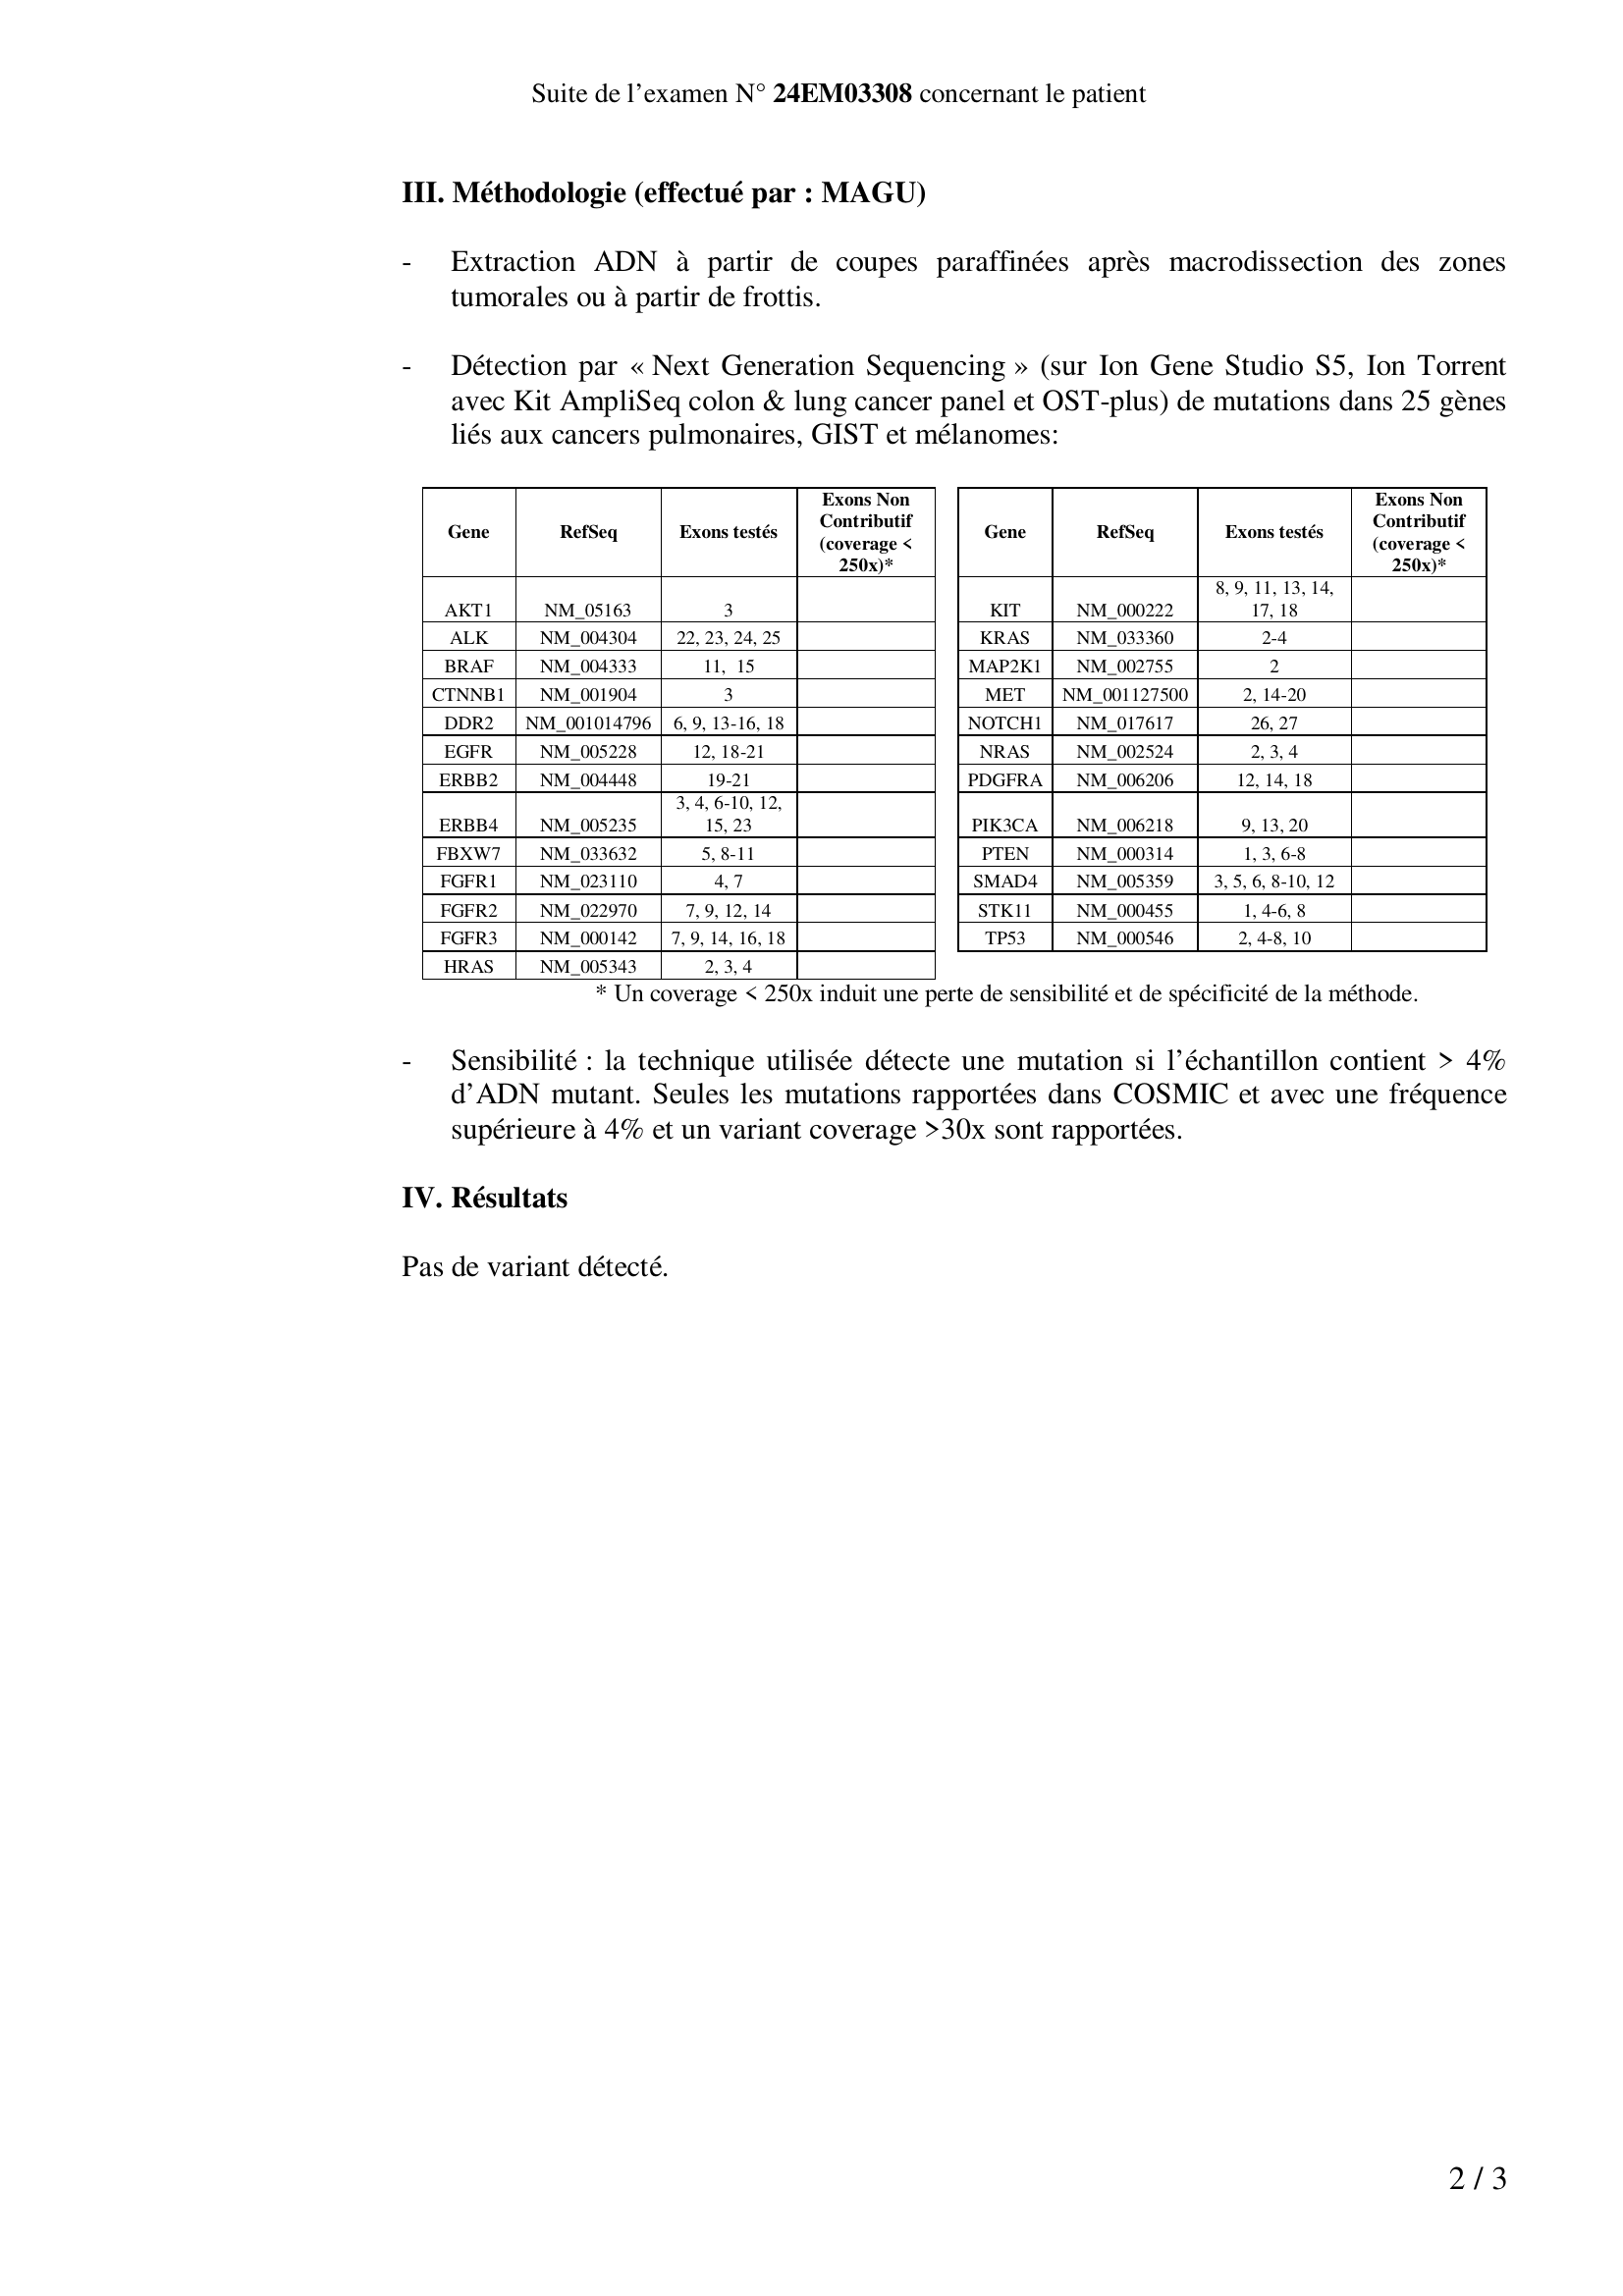 Suite de l’examen N° 24EM03308 concernant le patient
III. Méthodologie (effectué par : MAGU)
- Extraction ADN à partir de coupes paraffinées après macrodissection des zones
tumorales ou à partir de frottis.
- Détection par « Next Generation Sequencing » (sur Ion Gene Studio S5, Ion Torrent
avec Kit AmpliSeq colon & lung cancer panel et OST-plus) de mutations dans 25 gènes
liés aux cancers pulmonaires, GIST et mélanomes:
Gene RefSeq Exons testés Exons Non
Contributif
(coverage <
250x)*
AKT1 NM_05163 3
ALK NM_004304 22, 23, 24, 25
BRAF NM_004333 11, 15
CTNNB1 NM_001904 3
DDR2 NM_001014796 6, 9, 13-16, 18
EGFR NM_005228 12, 18-21
ERBB2 NM_004448 19-21
ERBB4 NM_005235 3, 4, 6-10, 12,
15, 23
FBXW7 NM_033632 5, 8-11
FGFR1 NM_023110 4, 7
FGFR2 NM_022970 7, 9, 12, 14
FGFR3 NM_000142 7, 9, 14, 16, 18
HRAS NM_005343 2, 3, 4
Gene RefSeq Exons testés Exons Non
Contributif
(coverage <
250x)*
KIT NM_000222 8, 9, 11, 13, 14,
17, 18
KRAS NM_033360 2-4
MAP2K1 NM_002755 2
MET NM_001127500 2, 14-20
NOTCH1 NM_017617 26, 27
NRAS NM_002524 2, 3, 4
PDGFRA NM_006206 12, 14, 18
PIK3CA NM_006218 9, 13, 20
PTEN NM_000314 1, 3, 6-8
SMAD4 NM_005359 3, 5, 6, 8-10, 12
STK11 NM_000455 1, 4-6, 8
TP53 NM_000546 2, 4-8, 10
* Un coverage < 250x induit une perte de sensibilité et de spécificité de la méthode.
- Sensibilité : la technique utilisée détecte une mutation si l’échantillon contient > 4%
d’ADN mutant. Seules les mutations rapportées dans COSMIC et avec une fréquence
supérieure à 4% et un variant coverage >30x sont rapportées.
IV. Résultats
Pas de variant détecté.
2 / 3